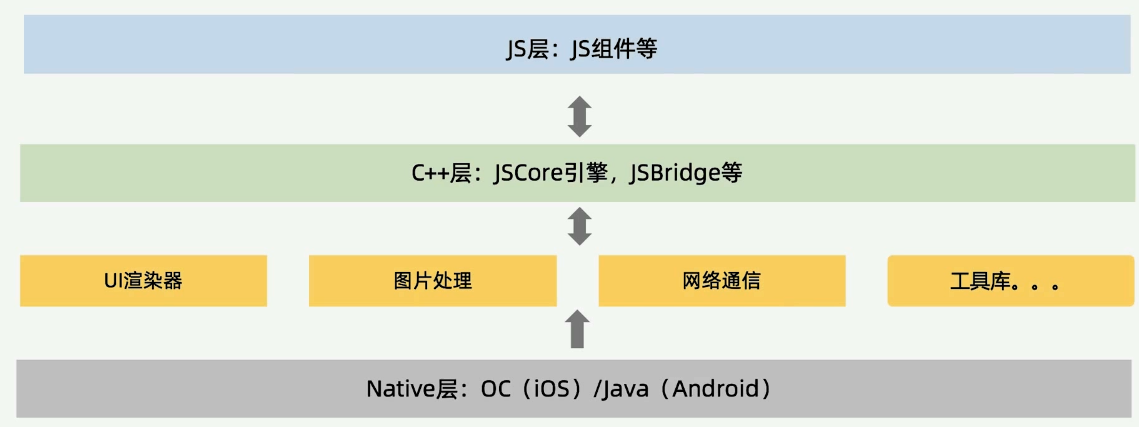 JS层：JS组件等
C++层：JSCore引擎，JSBridge等
UI渲染器
图片处理
网络通信
工具库。。。
Native层：OC（iOS）/Java（Android）